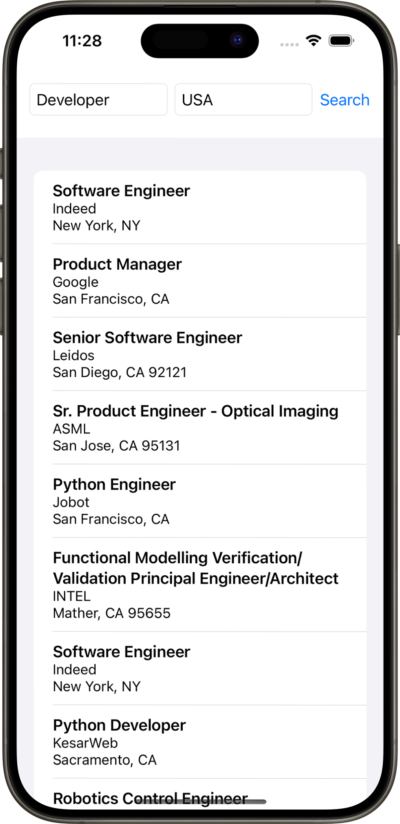 11:28
Developer USA Search
Software Engineer
Indeed
New York, NY
Product Manager
Google
San Francisco, CA
Senior Software Engineer
Leidos
San Diego, CA 92121
Sr. Product Engineer - Optical Imaging
ASML
San Jose, CA 95131
Python Engineer
Jobot
San Francisco, CA
Functional Modelling Verification/
Validation Principal Engineer/Architect
INTEL
Mather, CA 95655
Software Engineer
Indeed
New York, NY
Python Developer
KesarWeb
Sacramento, CA
Robotics Control Engineer